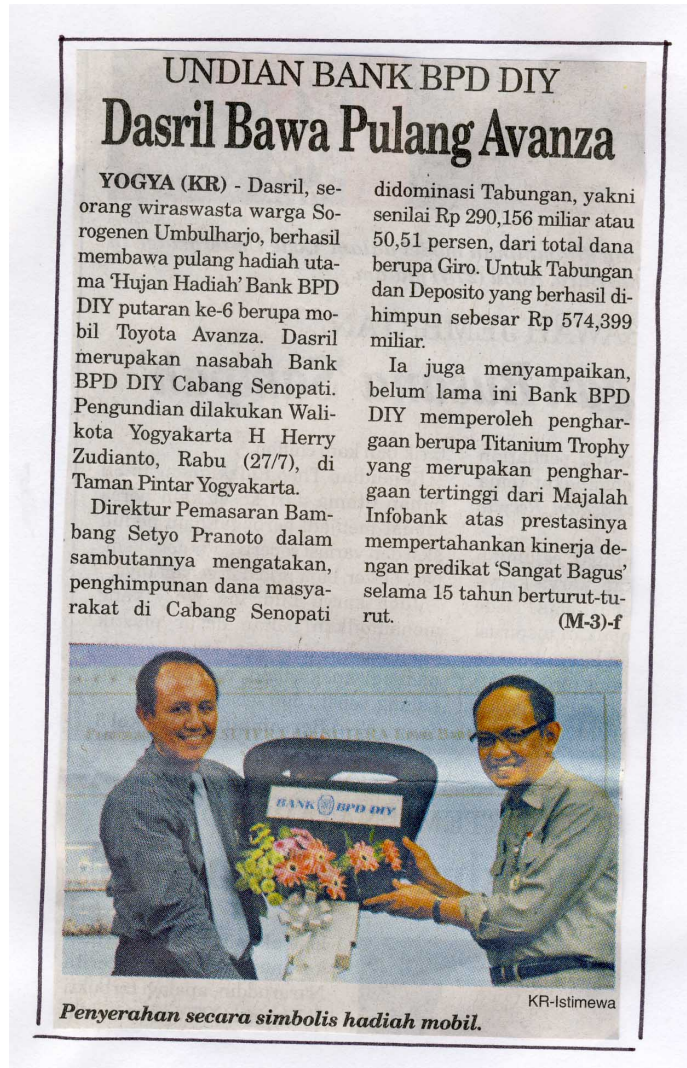 UNDIAN BANK BPD DIY
Dasril Bawa Pulang Avanza
YOGYA (KR) - Dasril, se-
orang wiraswasta warga So-
rogenen Umbulharjo, berhasil
membawa pulang hadiah uta-
ma ‘Hujan Hadiah’ Bank BPD
DIY putaran ke-6 berupa mo-
bil Toyota Avanza. Dasril
merupakan nasabah Bank
BPD DIY Cabang Senopati.
Pengundian dilakukan Wali-
kota Yogyakarta H Herry
Zudianto, Rabu (27/7), di
Taman Pintar Yogyakarta.
Direktur Pemasaran Bam-
bang Setyo Pranoto dalam
sambutannya mengatakan,
penghimpunan dana masya-
rakat di Cabang Senopati
didominasi Tabungan, yakni
senilai Rp 290,156 miliar atau
50,51 persen, dari total dana
berupa Giro. Untuk Tabungan
dan Deposito yang berhasil di-
himpun sebesar Rp 574,399
miliar.
Ia juga menyampaikan,
belum lama ini Bank BPD
DIY memperoleh penghar-
gaan berupa Titanium Trophy
yang merupakan penghar-
gaan tertinggi dari Majalah
Infobank atas prestasinya
mempertahankan kinerja de-
ngan predikat ‘Sangat Bagus’
selama 15 tahun berturut-tu-
rut. (M-3)-f
BANK BPD DIY
KR-Istimewa
Penyerahan secara simbolis hadiah mobil.